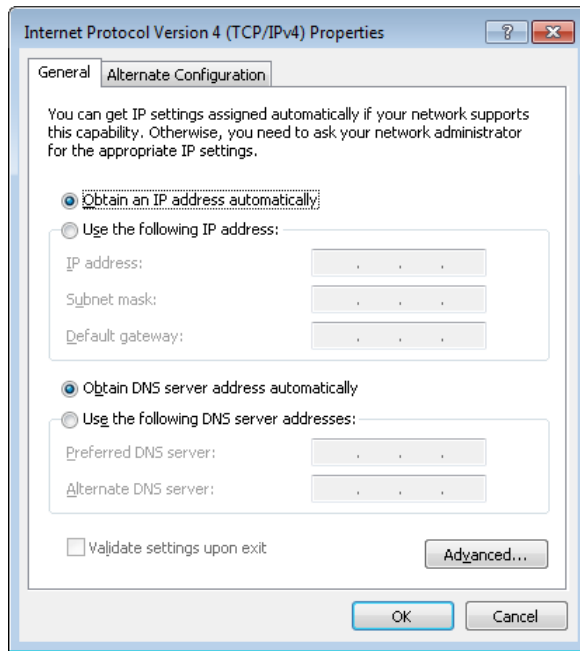 Internet Protocol Version 4 (TCP/IPv4) Properties
?
General
Alternate Configuration
You can get IP settings assigned automatically if your network supports
this capability. Otherwise, you need to ask your network administrator
for the appropriate IP settings.
Obtain an IP address automatically
Use the following IP address:
IP address:
Subnet mask:
Default gateway:
Obtain DNS server address automatically
Use the following DNS server addresses:
Preferred DNS server:
Alternate DNS server:
Validate settings upon exit
Advanced...
OK
Cancel